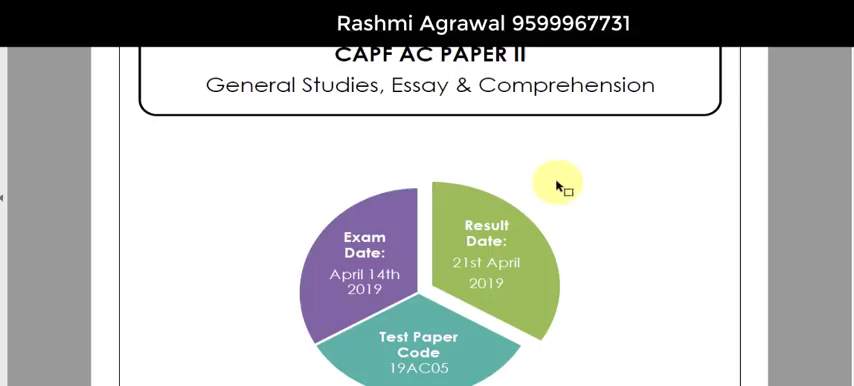 Rashmi Agrawal 9599967731
CAPF AC PAPER II
General Studies, Essay & Comprehension
Exam
Date:
April 14th
2019
Result
Date:
21st April
2019
Test Paper
Code
19AC05